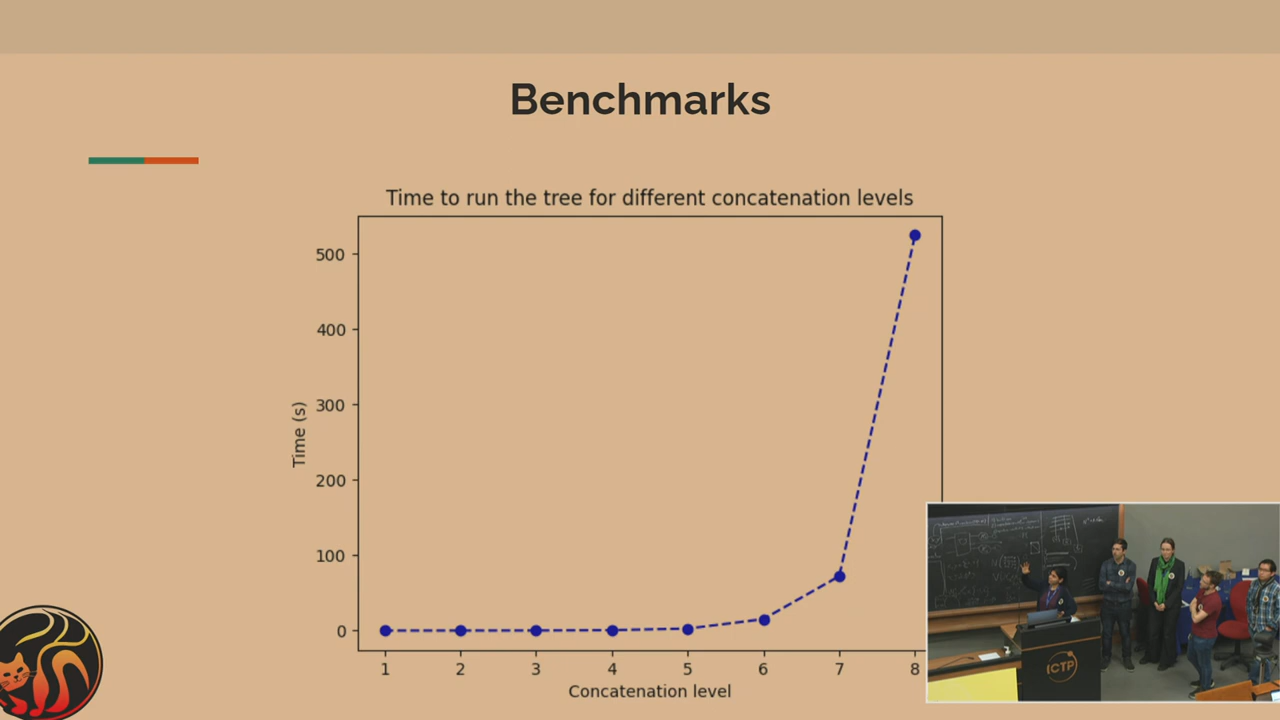 Benchmarks
Time to run the tree for different concatenation levels
500
400
300
200
100
0
Time (s)
1 2 3 4 5 6 7 8
Concatenation level
ICTP